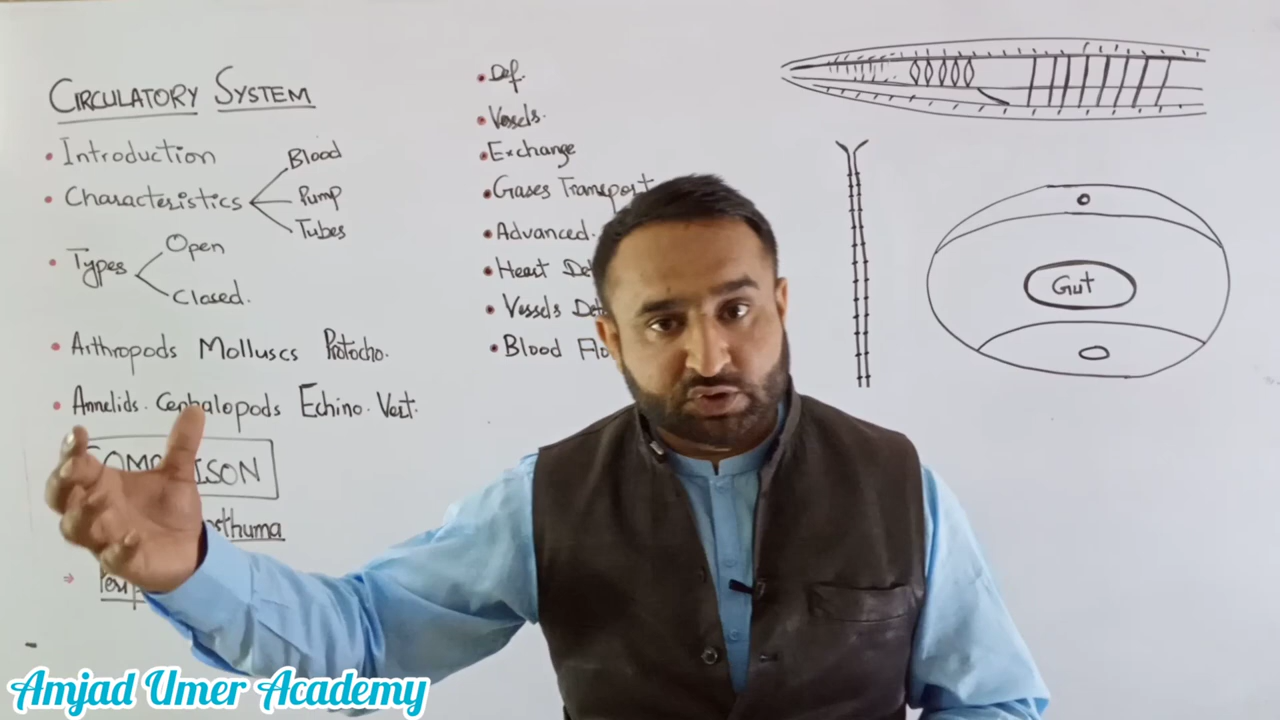 CIRCULATORY SYSTEM
• Introduction
• Characteristics
Blood
Pump
Tubes
• Types
Open
Closed.
• Arthropods Molluscs Protocho.
• Annelids. Cephalopods Echino. Vert.
• Def.
• Vessels.
• Exchange
• Gases Transport
• Advanced.
• Heart
• Vessels
• Blood
Gut
Amjad Umer Academy